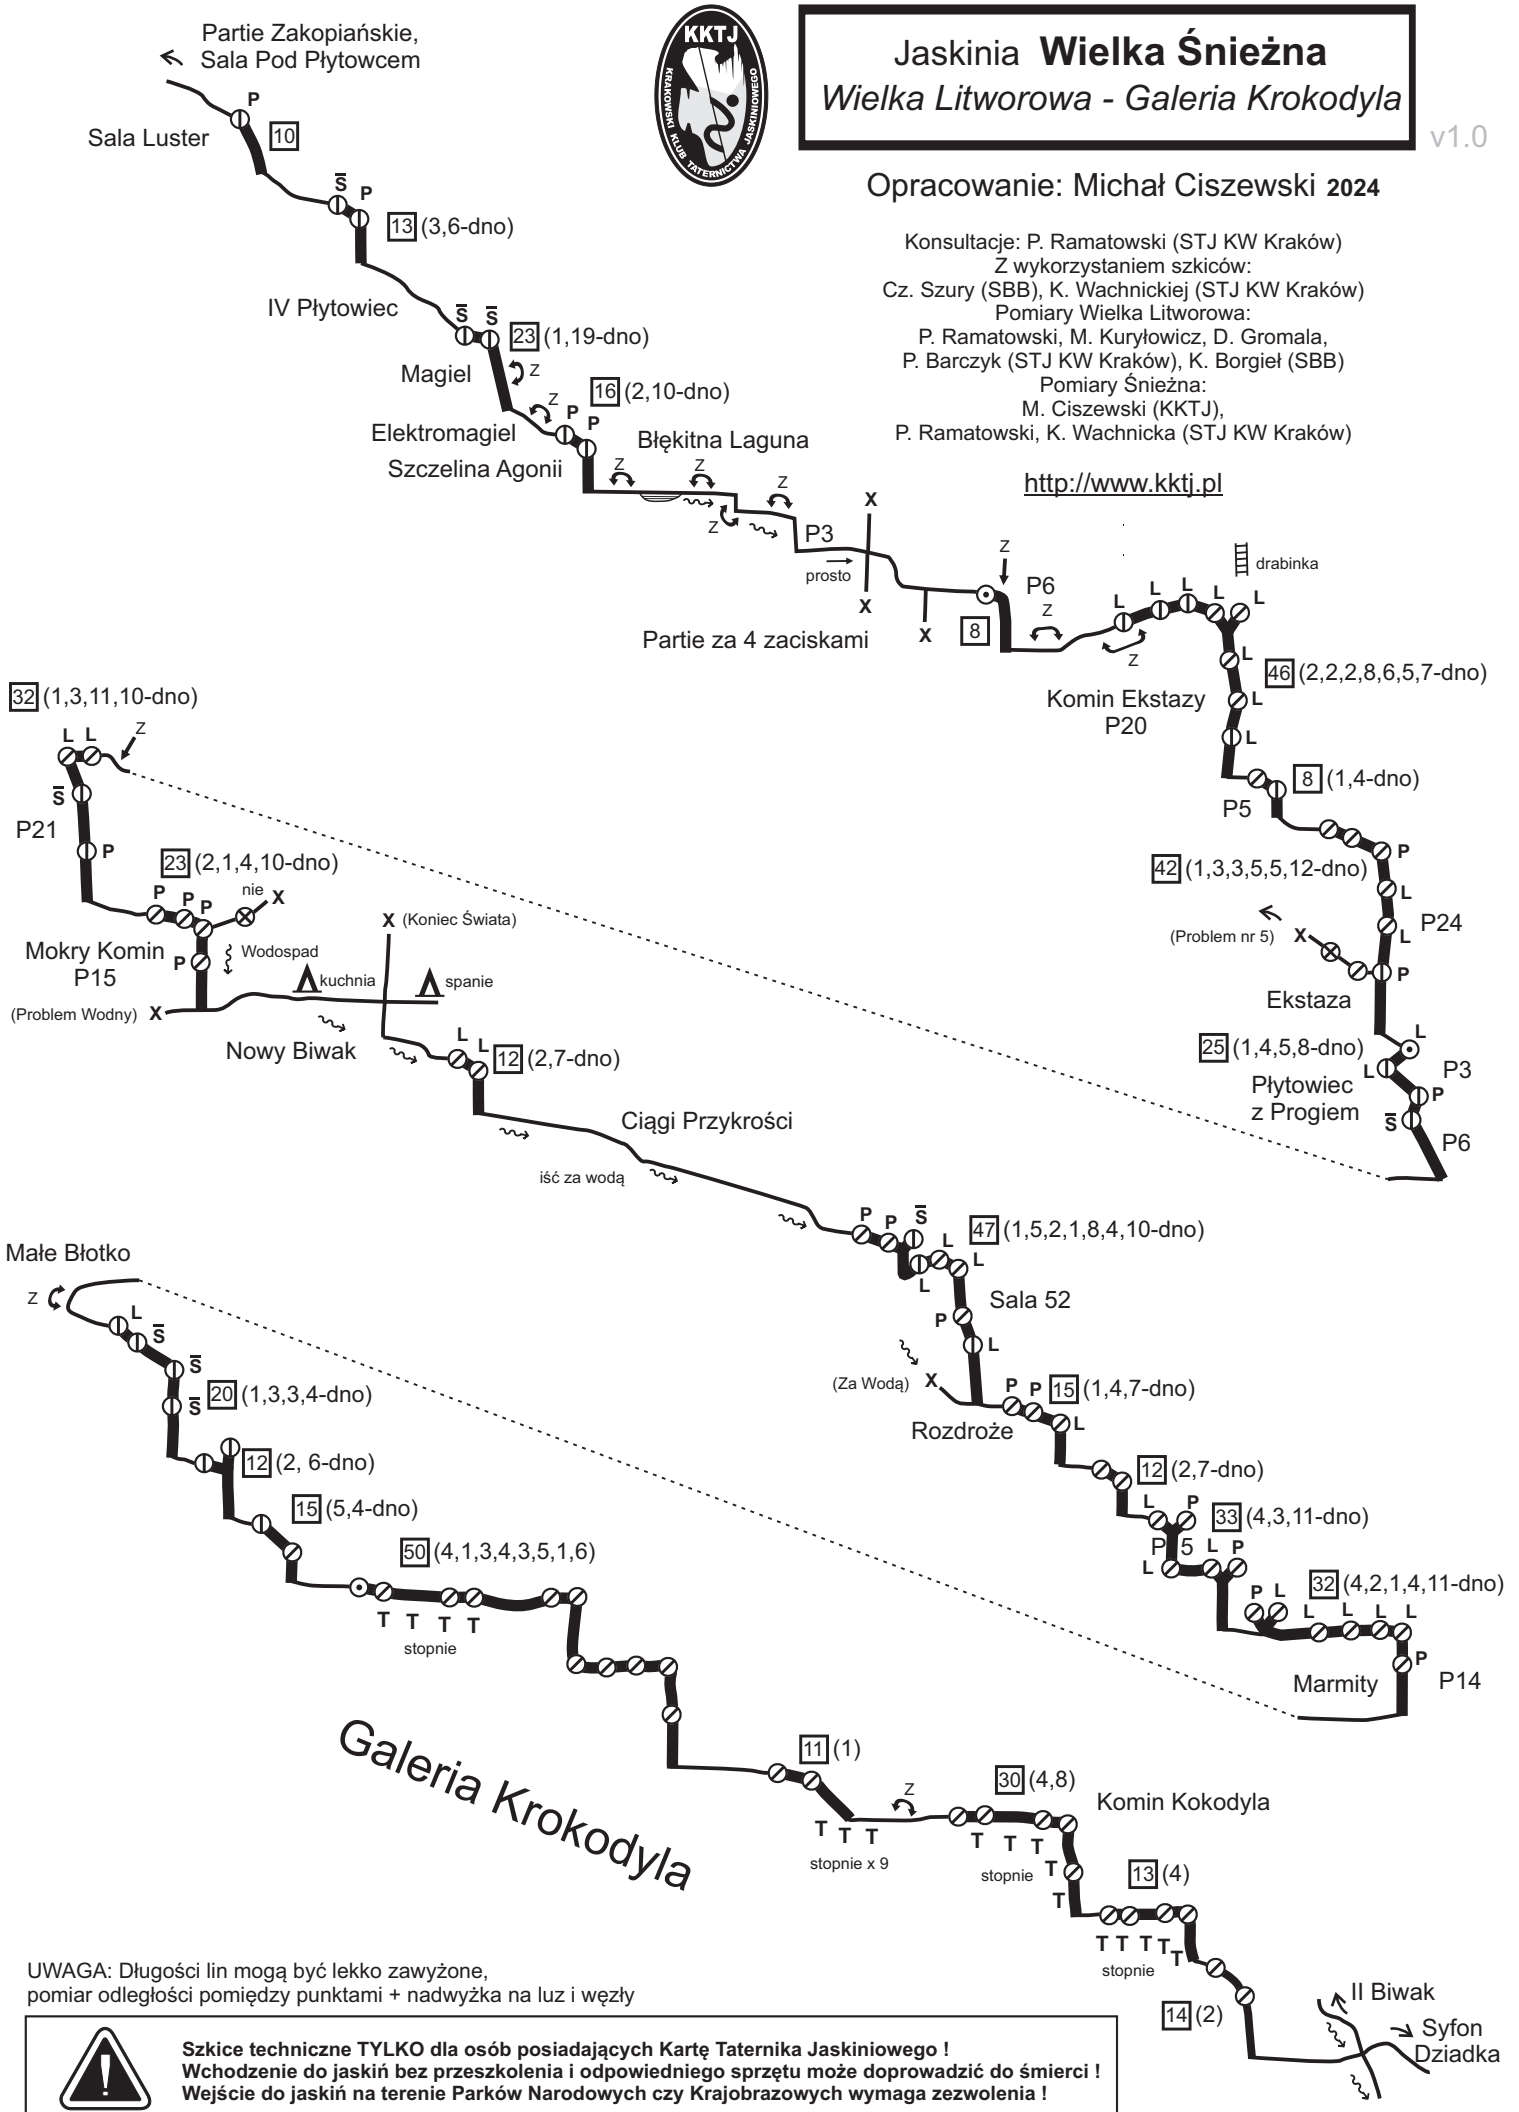 Partie Zakopiańskie,
Sala Pod Płytowcem
KKTJ
KRAKOWSKI KLUB TATERNICTWA JASKINIOWEGO
Jaskinia Wielka Śnieżna
Wielka Litworowa - Galeria Krokodyla
v1.0
Opracowanie: Michał Ciszewski 2024
Konsultacje: P. Ramatowski (STJ KW Kraków)
Z wykorzystaniem szkiców:
Cz. Szury (SBB), K. Wachnickiej (STJ KW Kraków)
Pomiary Wielka Litworowa:
P. Ramatowski, M. Kuryłowicz, D. Gromala,
P. Barczyk (STJ KW Kraków), K. Borgieł (SBB)
Pomiary Śnieżna:
M. Ciszewski (KKTJ),
P. Ramatowski, K. Wachnicka (STJ KW Kraków)
http://www.kktj.pl
P
Sala Luster
10
S̄ P
13 (3,6-dno)
IV Płytowiec
S̄ S̄
23 (1,19-dno)
Magiel
Z
Z
16 (2,10-dno)
P P
Elektromagiel
Szczelina Agonii
Błękitna Laguna
Z Z Z
Z
P3
X
prosto
X
X
Z
P6
8
Partie za 4 zaciskami
Z
Z
drabinka
L L L L L
L
46 (2,2,2,8,6,5,7-dno)
L
Komin Ekstazy
P20
L
8 (1,4-dno)
P5
P
42 (1,3,3,5,5,12-dno)
L
P24
L
(Problem nr 5) X
P
Ekstaza
L
25 (1,4,5,8-dno)
L
P3
Płytowiec
z Progiem
P
S̄
P6
32 (1,3,11,10-dno)
L L
Z
S̄
P21
P
23 (2,1,4,10-dno)
nie X
P P P
Mokry Komin
P15
P
Wodospad
X (Koniec Świata)
kuchnia
spanie
(Problem Wodny) X
Nowy Biwak
L L
12 (2,7-dno)
Ciągi Przykrości
iść za wodą
P P S̄
47 (1,5,2,1,8,4,10-dno)
L L
L
Sala 52
P
L
(Za Wodą) X
Rozdroże
P P
15 (1,4,7-dno)
L
12 (2,7-dno)
L P
33 (4,3,11-dno)
P 5
L L P
32 (4,2,1,4,11-dno)
P L L L L L
P
Marmity
P14
Małe Błotko
Z
L
S̄
S̄
20 (1,3,3,4-dno)
S̄
12 (2, 6-dno)
15 (5,4-dno)
50 (4,1,3,4,3,5,1,6)
T T T T
stopnie
Galeria Krokodyla
11 (1)
T T T
stopnie x 9
Z
30 (4,8)
Komin Kokodyla
T T T
T
T
stopnie
13 (4)
T T T T T
stopnie
14 (2)
II Biwak
Syfon
Dziadka
UWAGA: Długości lin mogą być lekko zawyżone,
pomiar odległości pomiędzy punktami + nadwyżka na luz i węzły
!
Szkice techniczne TYLKO dla osób posiadających Kartę Taternika Jaskiniowego !
Wchodzenie do jaskiń bez przeszkolenia i odpowiedniego sprzętu może doprowadzić do śmierci !
Wejście do jaskiń na terenie Parków Narodowych czy Krajobrazowych wymaga zezwolenia !